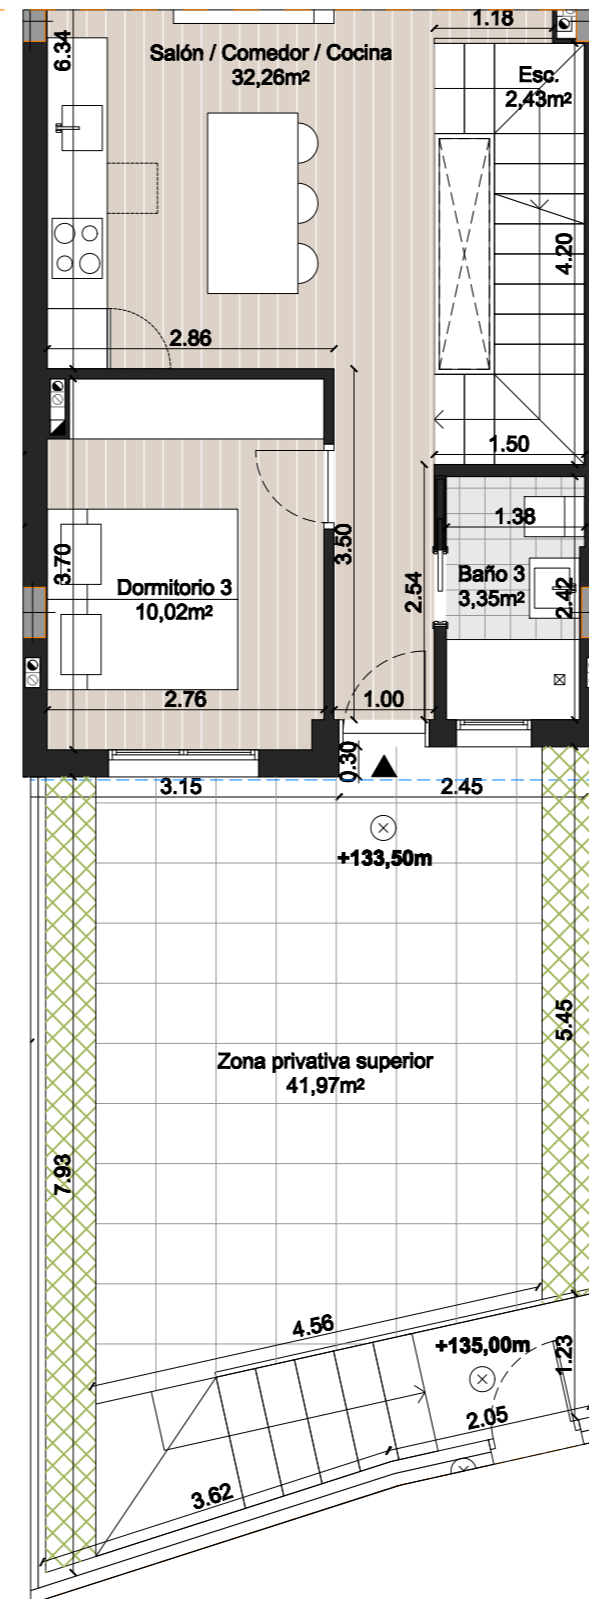 1.18
6.34
Salón / Comedor / Cocina
32,26m²
Esc.
2,43m²
4.20
2.86
1.50
3.70
3.50
1.38
2.54
Baño 3
3,35m²
2.42
Dormitorio 3
10,02m²
2.76
1.00
0.30
3.15
2.45
+133,50m
5.45
Zona privativa superior
41,97m²
7.93
4.56
+135,00m
1.23
2.05
3.62